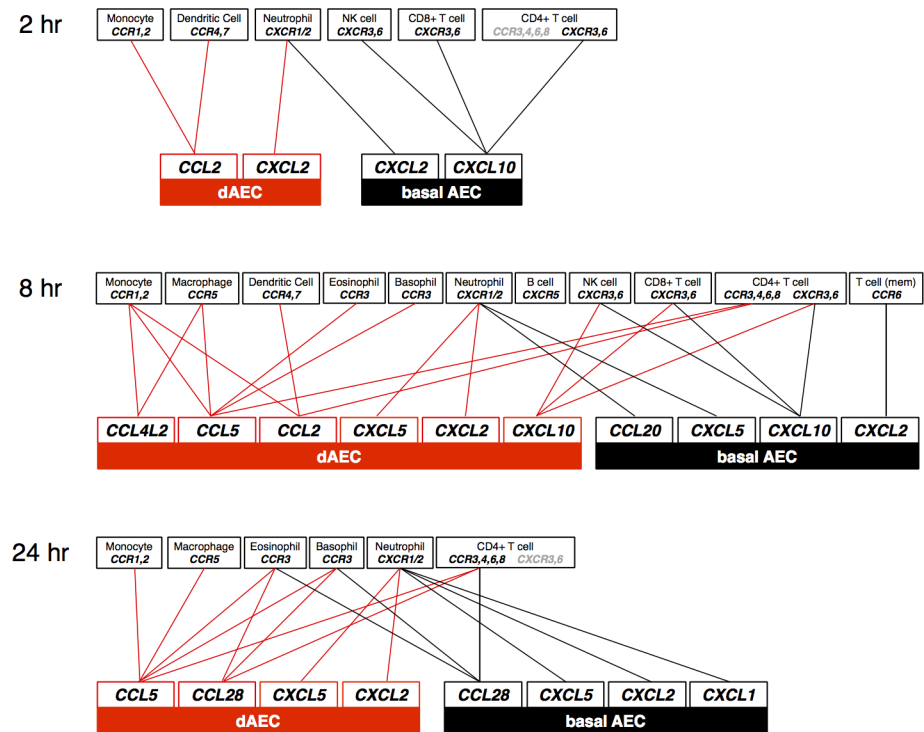 2 hr
Monocyte Dendritic Cell Neutrophil NK cell CD8+ T cell CD4+ T cell
CCR1,2 CCR4,7 CXCR1/2 CXCR3,6 CXCR3,6 CCR3,4,6,8 CXCR3,6
CCL2 CXCL2 CXCL2 CXCL10
dAEC basal AEC
8 hr
Monocyte Macrophage Dendritic Cell Eosinophil Basophil Neutrophil B cell NK cell CD8+ T cell CD4+ T cell T cell (mem)
CCR1,2 CCR5 CCR4,7 CCR3 CCR3 CXCR1/2 CXCR5 CXCR3,6 CXCR3,6 CCR3,4,6,8 CXCR3,6 CCR6
CCL4L2 CCL5 CCL2 CXCL5 CXCL2 CXCL10 CCL20 CXCL5 CXCL10 CXCL2
dAEC basal AEC
24 hr
Monocyte Macrophage Eosinophil Basophil Neutrophil CD4+ T cell
CCR1,2 CCR5 CCR3 CCR3 CXCR1/2 CCR3,4,6,8 CXCR3,6
CCL5 CCL28 CXCL5 CXCL2 CCL28 CXCL5 CXCL2 CXCL1
dAEC basal AEC